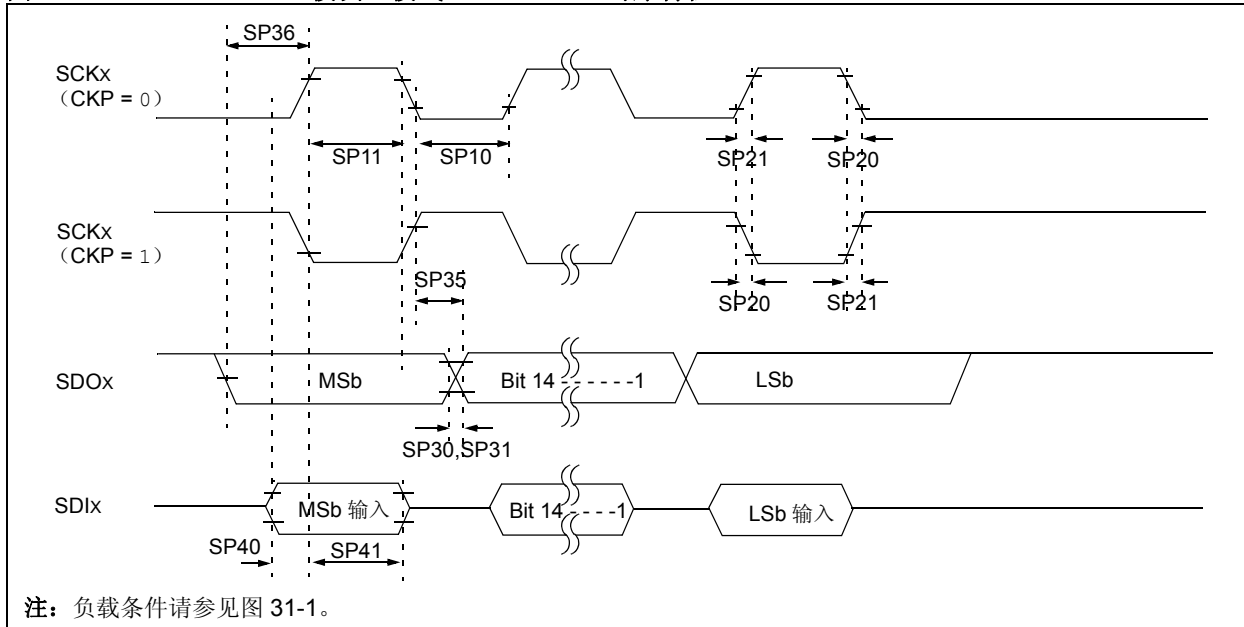 SP36
SCKx
（CKP = 0）
SP11
SP10
SP21
SP20
SCKx
（CKP = 1）
SP35
SP20
SP21
SDOx
MSb
Bit 14 - - - - - -1
LSb
SP30,SP31
SDIx
MSb 输入
Bit 14 - - - -1
LSb 输入
SP40
SP41
注：负载条件请参见图 31-1。